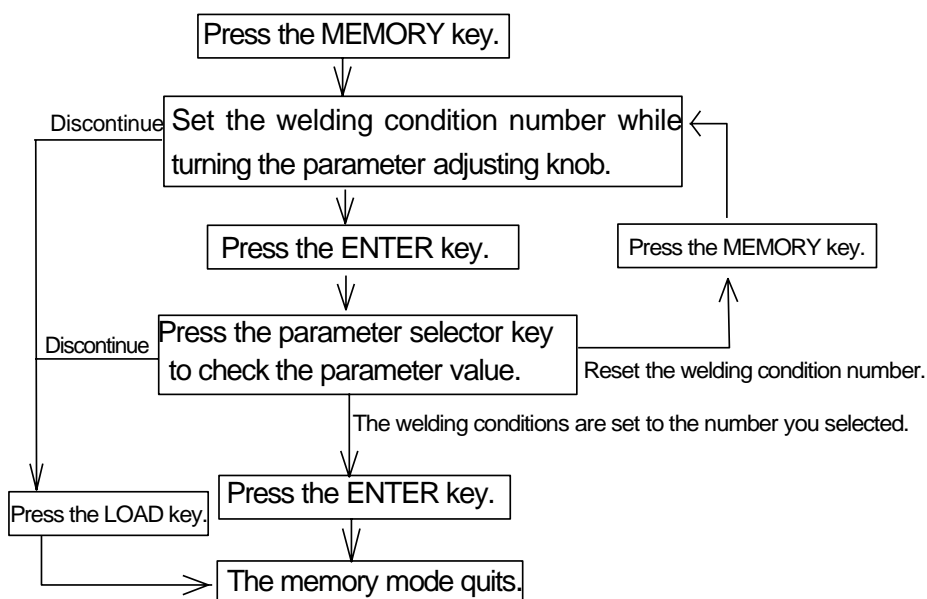 Press the MEMORY key.
Discontinue
Set the welding condition number while
turning the parameter adjusting knob.
Press the ENTER key.
Press the MEMORY key.
Discontinue
Press the parameter selector key
to check the parameter value.
Reset the welding condition number.
The welding conditions are set to the number you selected.
Press the LOAD key.
Press the ENTER key.
The memory mode quits.